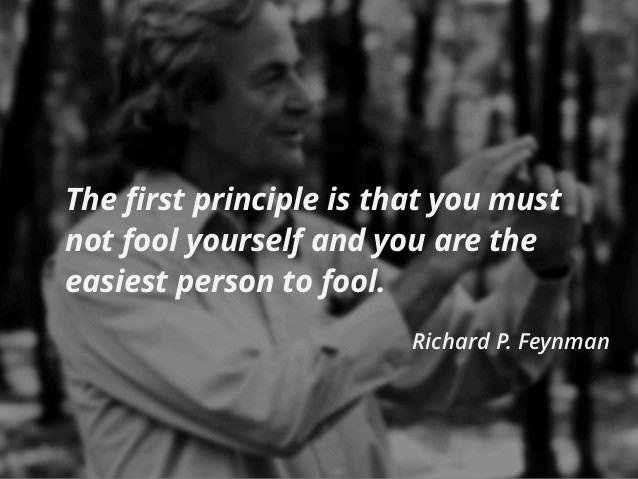 The first principle is that you must
not fool yourself and you are the
easiest person to fool.
Richard P. Feynman